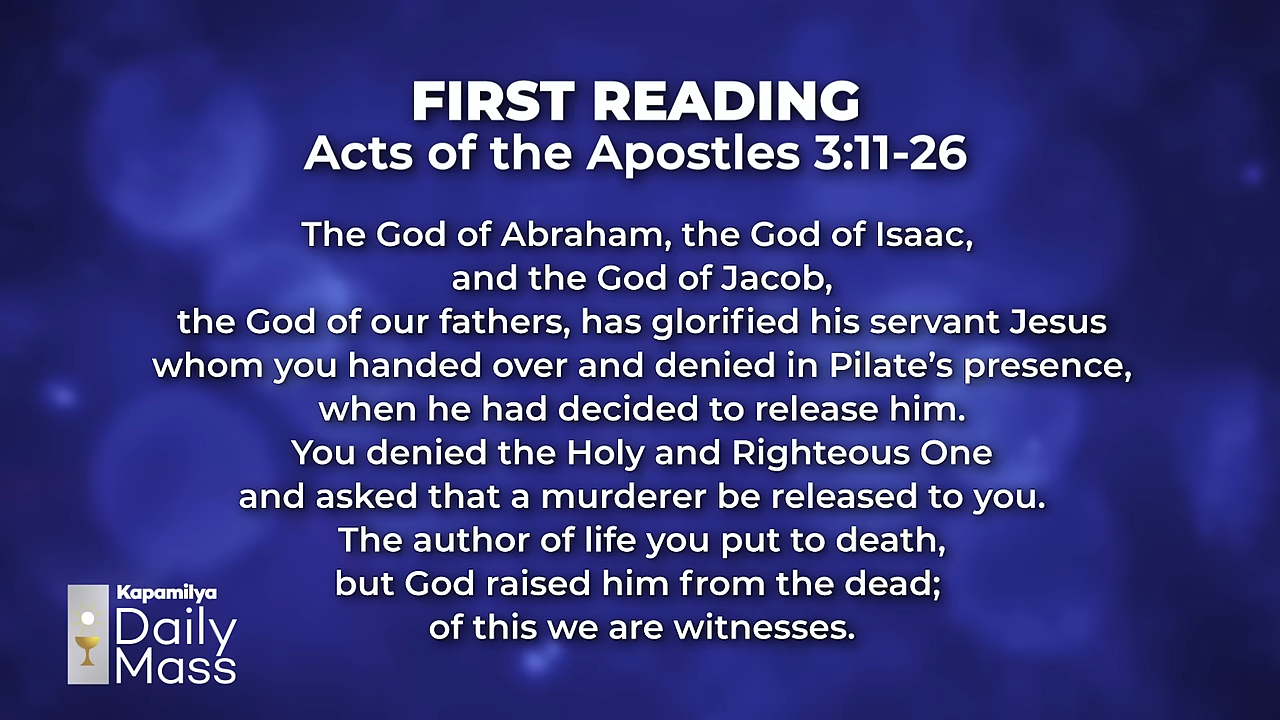 FIRST READING
Acts of the Apostles 3:11-26
The God of Abraham, the God of Isaac,
and the God of Jacob,
the God of our fathers, has glorified his servant Jesus
whom you handed over and denied in Pilate’s presence,
when he had decided to release him.
You denied the Holy and Righteous One
and asked that a murderer be released to you.
The author of life you put to death,
but God raised him from the dead;
of this we are witnesses.
Kapamilya
Daily
Mass